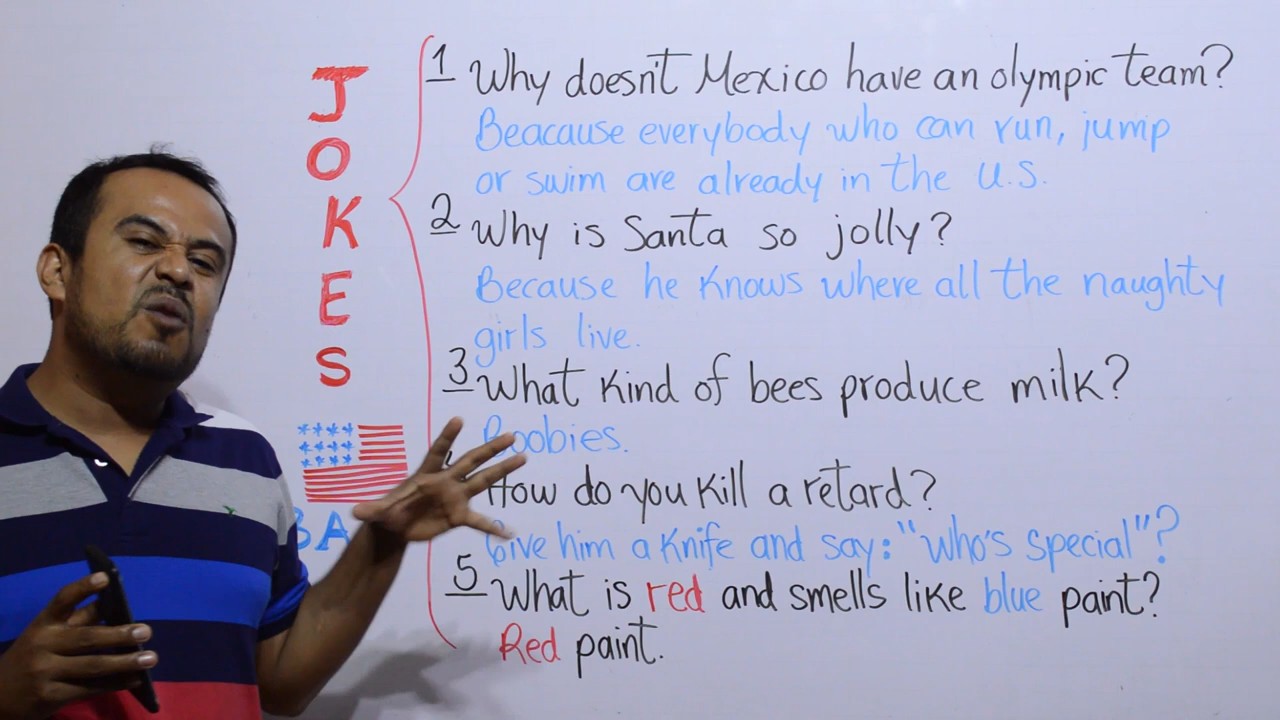 JOKES
1 Why doesn't Mexico have an olympic team?
Beacause everybody who can run, jump
or swim are already in the U.S.
2 Why is Santa so jolly?
Because he knows where all the naughty
girls live.
3 What kind of bees produce milk?
Boobies.
How do you kill a retard?
Give him a knife and say: "who's special"?
5 What is red and smells like blue paint?
Red paint.
BA